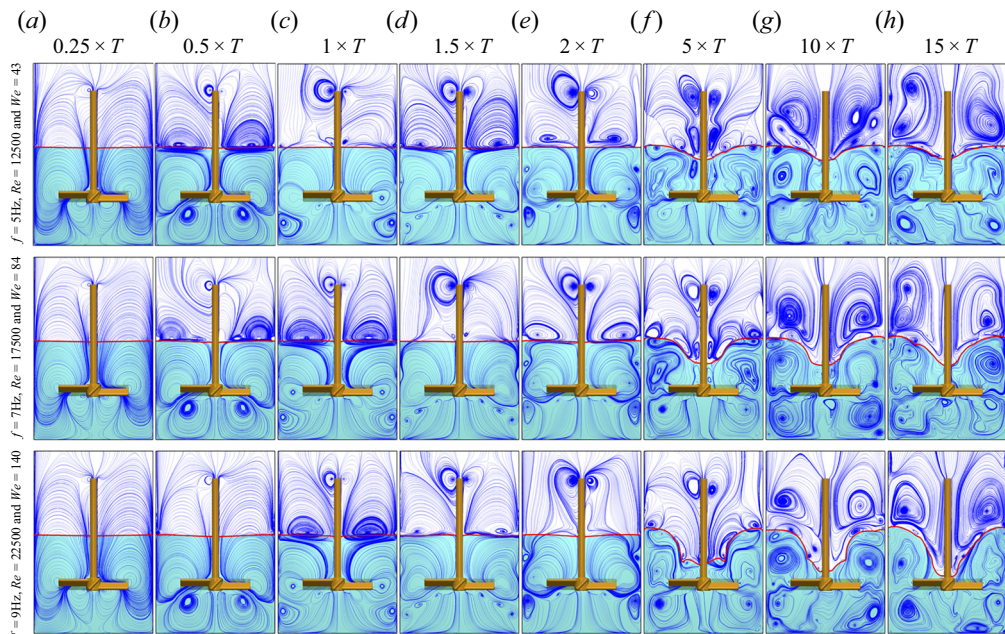 (a) (b) (c) (d) (e) (f) (g) (h)
0.25 × T 0.5 × T 1 × T 1.5 × T 2 × T 5 × T 10 × T 15 × T
f = 5Hz, Re = 12500 and We = 43
f = 7Hz, Re = 17500 and We = 84
f = 9Hz, Re = 22500 and We = 140